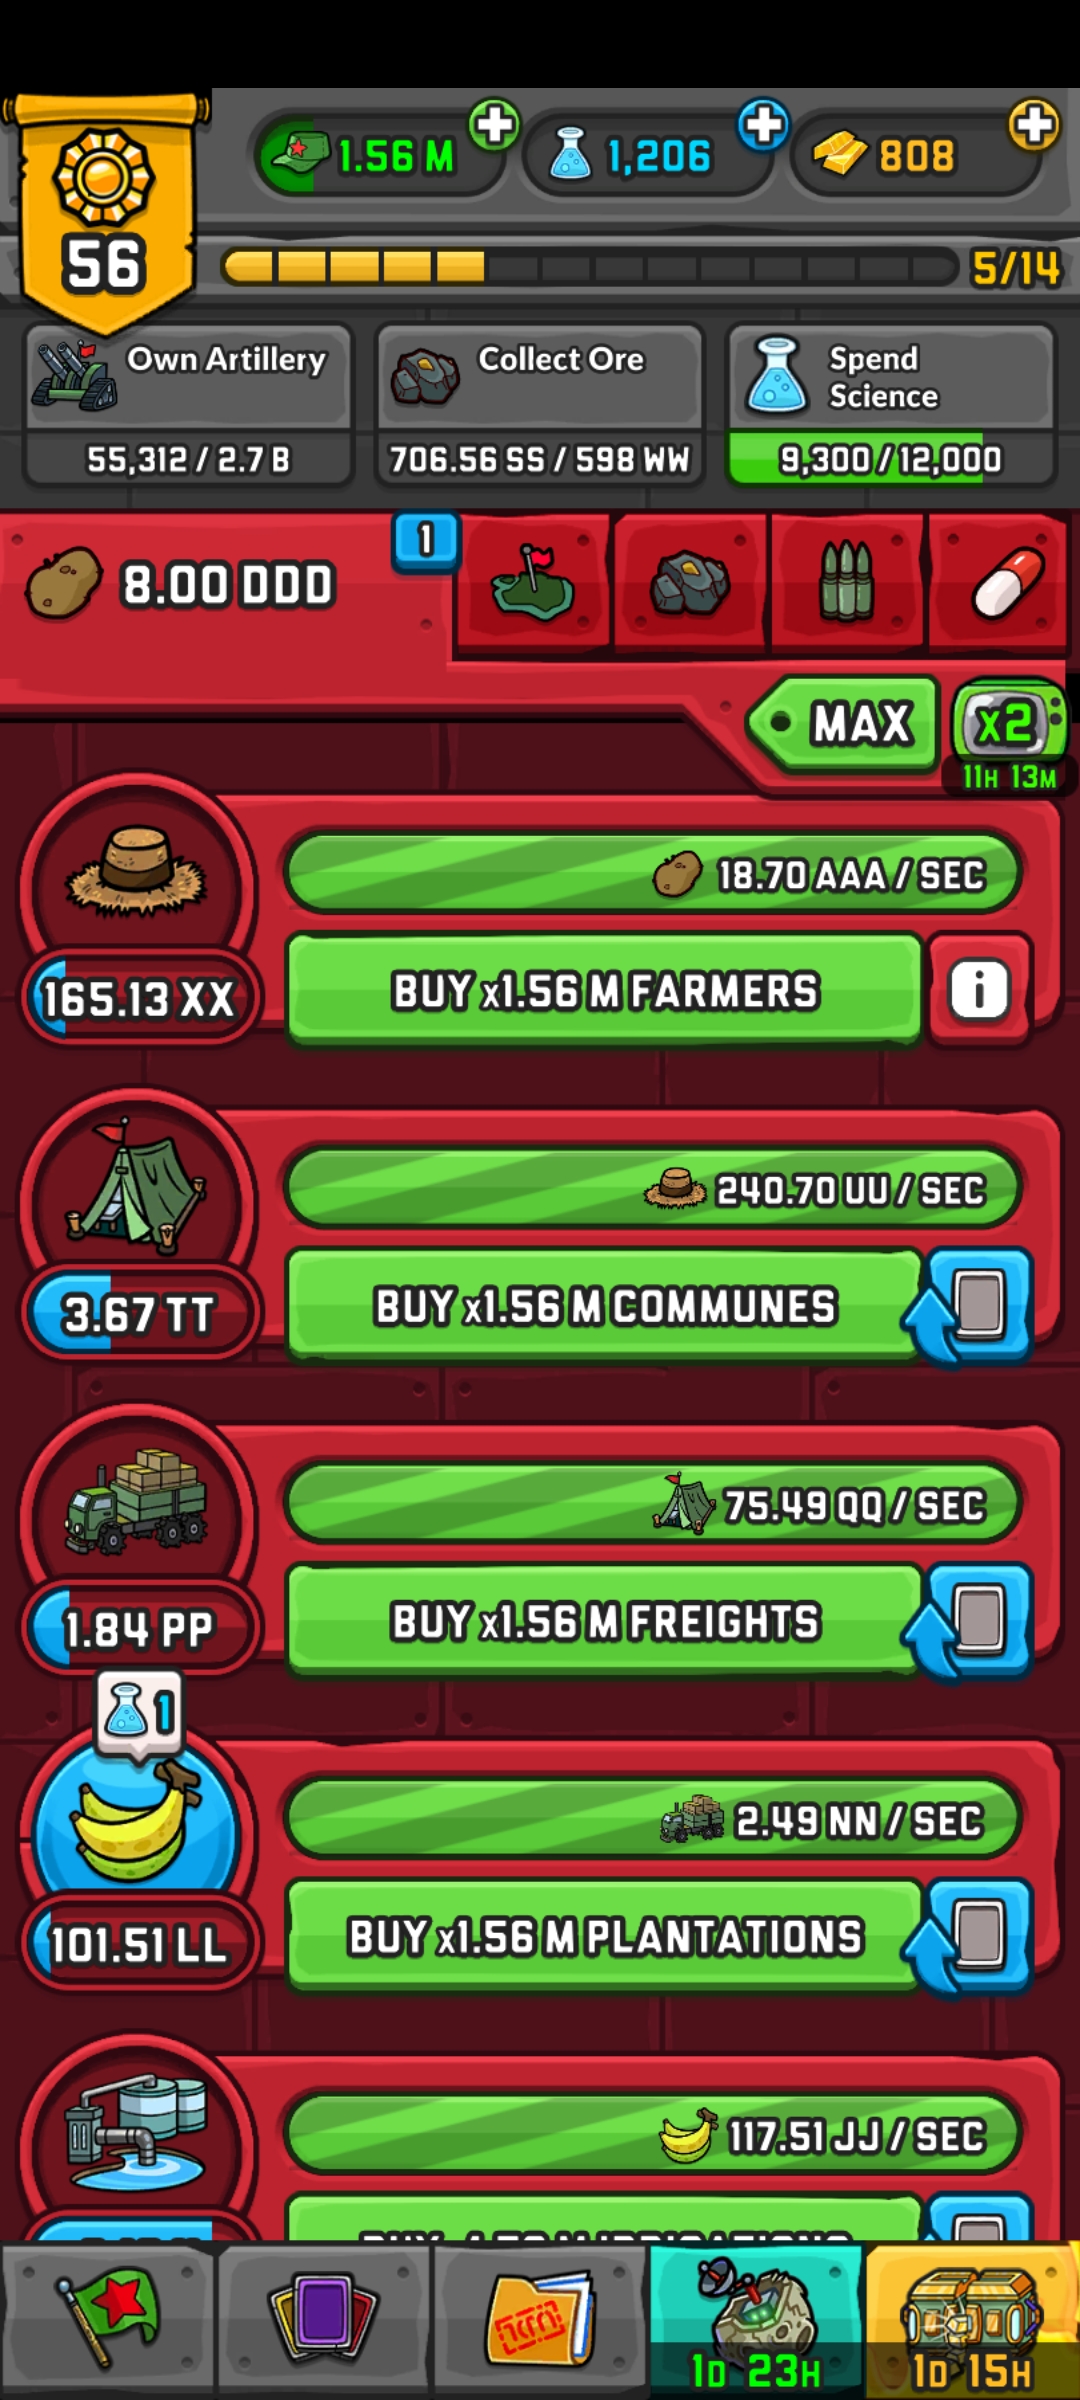 1.56 M
1,206
808
56
5/14
Own Artillery
55,312 / 2.7 B
Collect Ore
706.56 SS / 598 WW
Spend
Science
9,300 / 12,000
8.00 DDD
1
MAX
x2
11H 13M
18.70 AAA / SEC
165.13 XX
BUY x1.56 M FARMERS
i
240.70 UU / SEC
3.67 TT
BUY x1.56 M COMMUNES
75.49 QQ / SEC
1.84 PP
BUY x1.56 M FREIGHTS
1
2.49 NN / SEC
101.51 LL
BUY x1.56 M PLANTATIONS
117.51 JJ / SEC
1D 23H
1D 15H